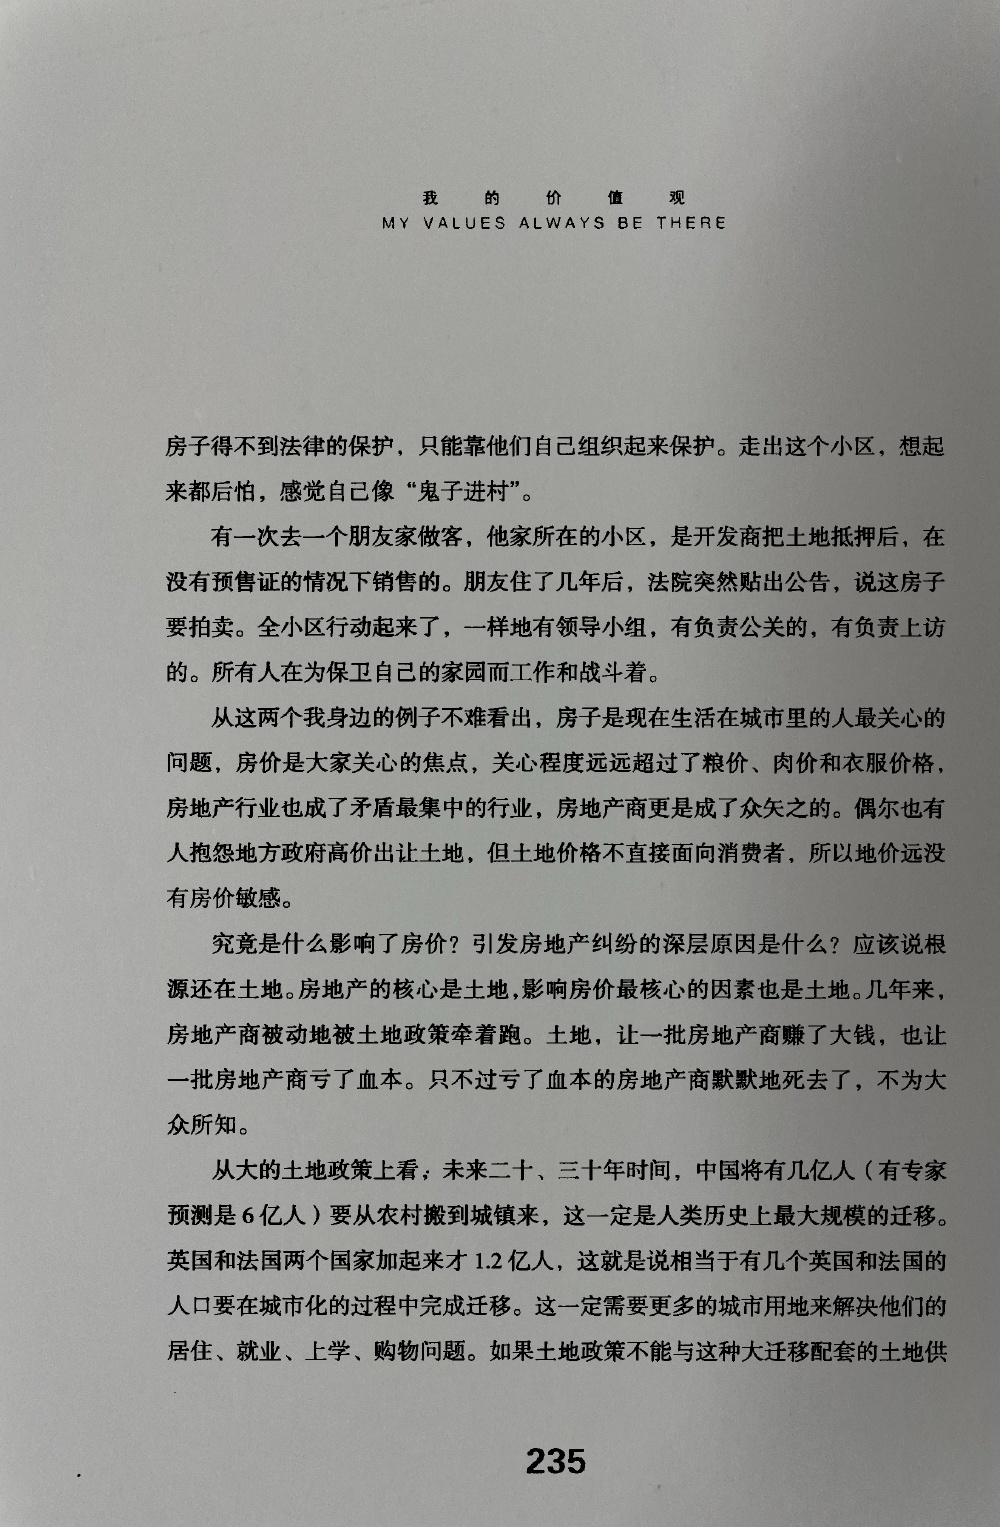 我的价值观
MY VALUES ALWAYS BE THERE
房子得不到法律的保护，只能靠他们自己组织起来保护。走出这个小区，想起
来都后怕，感觉自己像“鬼子进村”。
有一次去一个朋友家做客，他家所在的小区，是开发商把土地抵押后，在
没有预售证的情况下销售的。朋友住了几年后，法院突然贴出公告，说这房子
要拍卖。全小区行动起来了，一样地有领导小组，有负责公关的，有负责上访
的。所有人在为保卫自己的家园而工作和战斗着。
从这两个我身边的例子不难看出，房子是现在生活在城市里的人最关心的
问题，房价是大家关心的焦点，关心程度远远超过了粮价、肉价和衣服价格，
房地产行业也成了矛盾最集中的行业，房地产商更是成了众矢之的。偶尔也有
人抱怨地方政府高价出让土地，但土地价格不直接面向消费者，所以地价远没
有房价敏感。
究竟是什么影响了房价？引发房地产纠纷的深层原因是什么？应该说根
源还在土地。房地产的核心是土地，影响房价最核心的因素也是土地。几年来，
房地产商被动地被土地政策牵着跑。土地，让一批房地产商赚了大钱，也让
一批房地产商亏了血本。只不过亏了血本的房地产商默默地死去了，不为大
众所知。
从大的土地政策上看，未来二十、三十年时间，中国将有几亿人（有专家
预测是6亿人）要从农村搬到城镇来，这一定是人类历史上最大规模的迁移。
英国和法国两个国家加起来才1.2亿人，这就是说相当于有几个英国和法国的
人口要在城市化的过程中完成迁移。这一定需要更多的城市用地来解决他们的
居住、就业、上学、购物问题。如果土地政策不能与这种大迁移配套的土地供
235